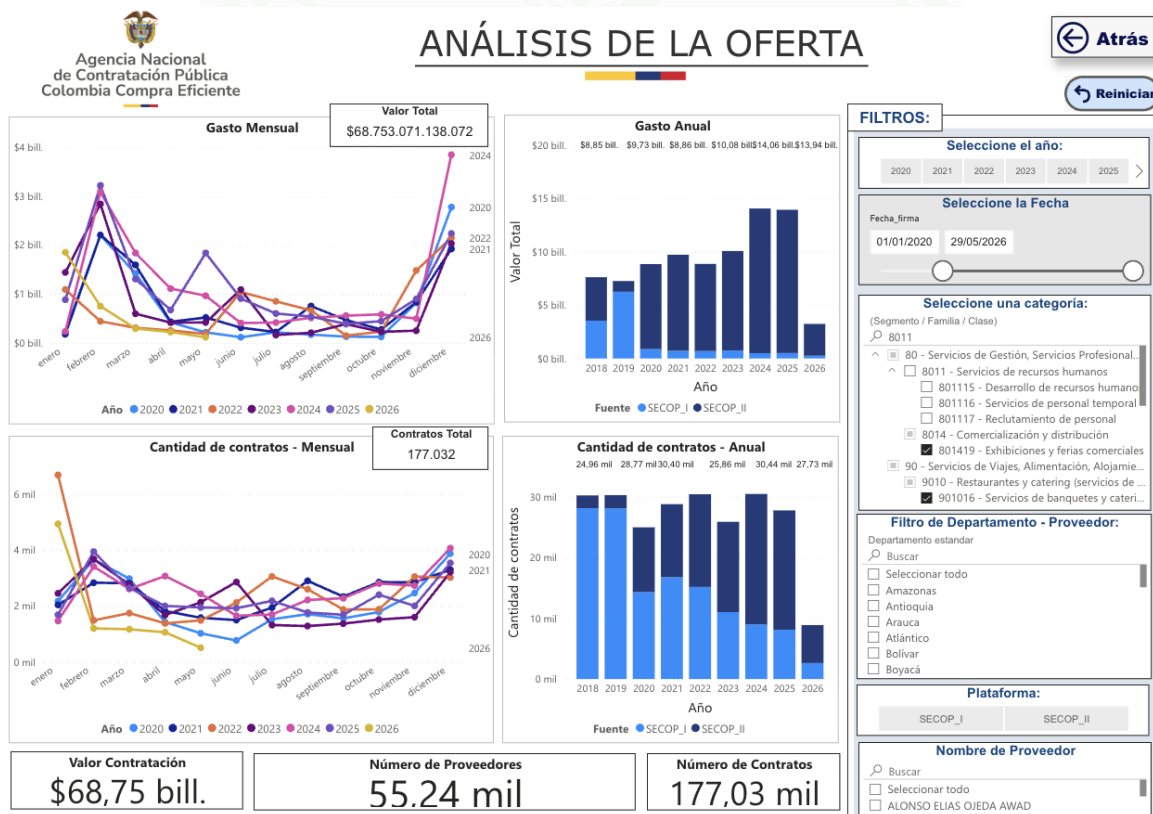 Agencia Nacional
de Contratación Pública
Colombia Compra Eficiente
ANÁLISIS DE LA OFERTA
Atrás
Reiniciar
Gasto Mensual
Valor Total
$68.753.071.138.072
$4 bill.
$3 bill.
$2 bill.
$1 bill.
$0 bill.
2024
2020
2022
2021
2026
enero
febrero
marzo
abril
mayo
junio
julio
agosto
septiembre
octubre
noviembre
diciembre
Año 2020 2021 2022 2023 2024 2025 2026
Gasto Anual
$8,85 bill. $9,73 bill. $8,86 bill. $10,08 bill. $14,06 bill. $13,94 bill.
Valor Total
$20 bill.
$15 bill.
$10 bill.
$5 bill.
$0 bill.
2018 2019 2020 2021 2022 2023 2024 2025 2026
Año
Fuente SECOP_I SECOP_II
Cantidad de contratos - Mensual
Contratos Total
177.032
6 mil
4 mil
2 mil
0 mil
2020
2021
2026
enero
febrero
marzo
abril
mayo
junio
julio
agosto
septiembre
octubre
noviembre
diciembre
Año 2020 2021 2022 2023 2024 2025 2026
Cantidad de contratos - Anual
24,96 mil 28,77 mil 30,40 mil 25,86 mil 30,44 mil 27,73 mil
Cantidad de contratos
30 mil
20 mil
10 mil
0 mil
2018 2019 2020 2021 2022 2023 2024 2025 2026
Año
Fuente SECOP_I SECOP_II
Valor Contratación
$68,75 bill.
Número de Proveedores
55,24 mil
Número de Contratos
177,03 mil
FILTROS:
Seleccione el año:
2020 2021 2022 2023 2024 2025
Seleccione la Fecha
Fecha_firma
01/01/2020 29/05/2026
Seleccione una categoría:
(Segmento / Familia / Clase)
8011
80 - Servicios de Gestión, Servicios Profesional...
8011 - Servicios de recursos humanos
801115 - Desarrollo de recursos humano
801116 - Servicios de personal temporal
801117 - Reclutamiento de personal
8014 - Comercialización y distribución
801419 - Exhibiciones y ferias comerciales
90 - Servicios de Viajes, Alimentación, Alojamie...
9010 - Restaurantes y catering (servicios de ...
901016 - Servicios de banquetes y cateri...
Filtro de Departamento - Proveedor:
Departamento estandar
Buscar
Seleccionar todo
Amazonas
Antioquia
Arauca
Atlántico
Bolívar
Boyacá
Plataforma:
SECOP_I SECOP_II
Nombre de Proveedor
Buscar
Seleccionar todo
ALONSO ELIAS OJEDA AWAD